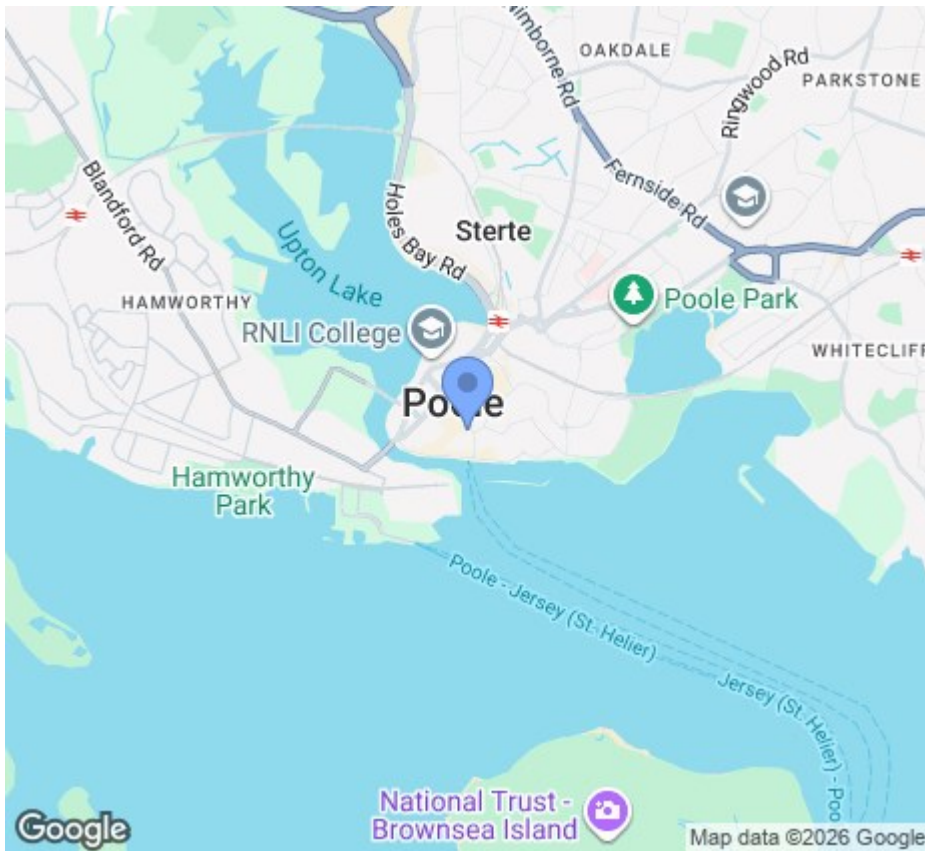 Wimborne Rd
OAKDALE
Ringwood Rd
PARKSTONE
Blandford Rd
Holes Bay Rd
Fernside Rd
Sterte
Upton Lake
HAMWORTHY
RNLI College
Poole Park
WHITECLIFF
Poole
Hamworthy
Park
Poole - Jersey (St. Helier)
Jersey (St. Helier) - Poo
National Trust -
Brownsea Island
Google
Map data ©2026 Google